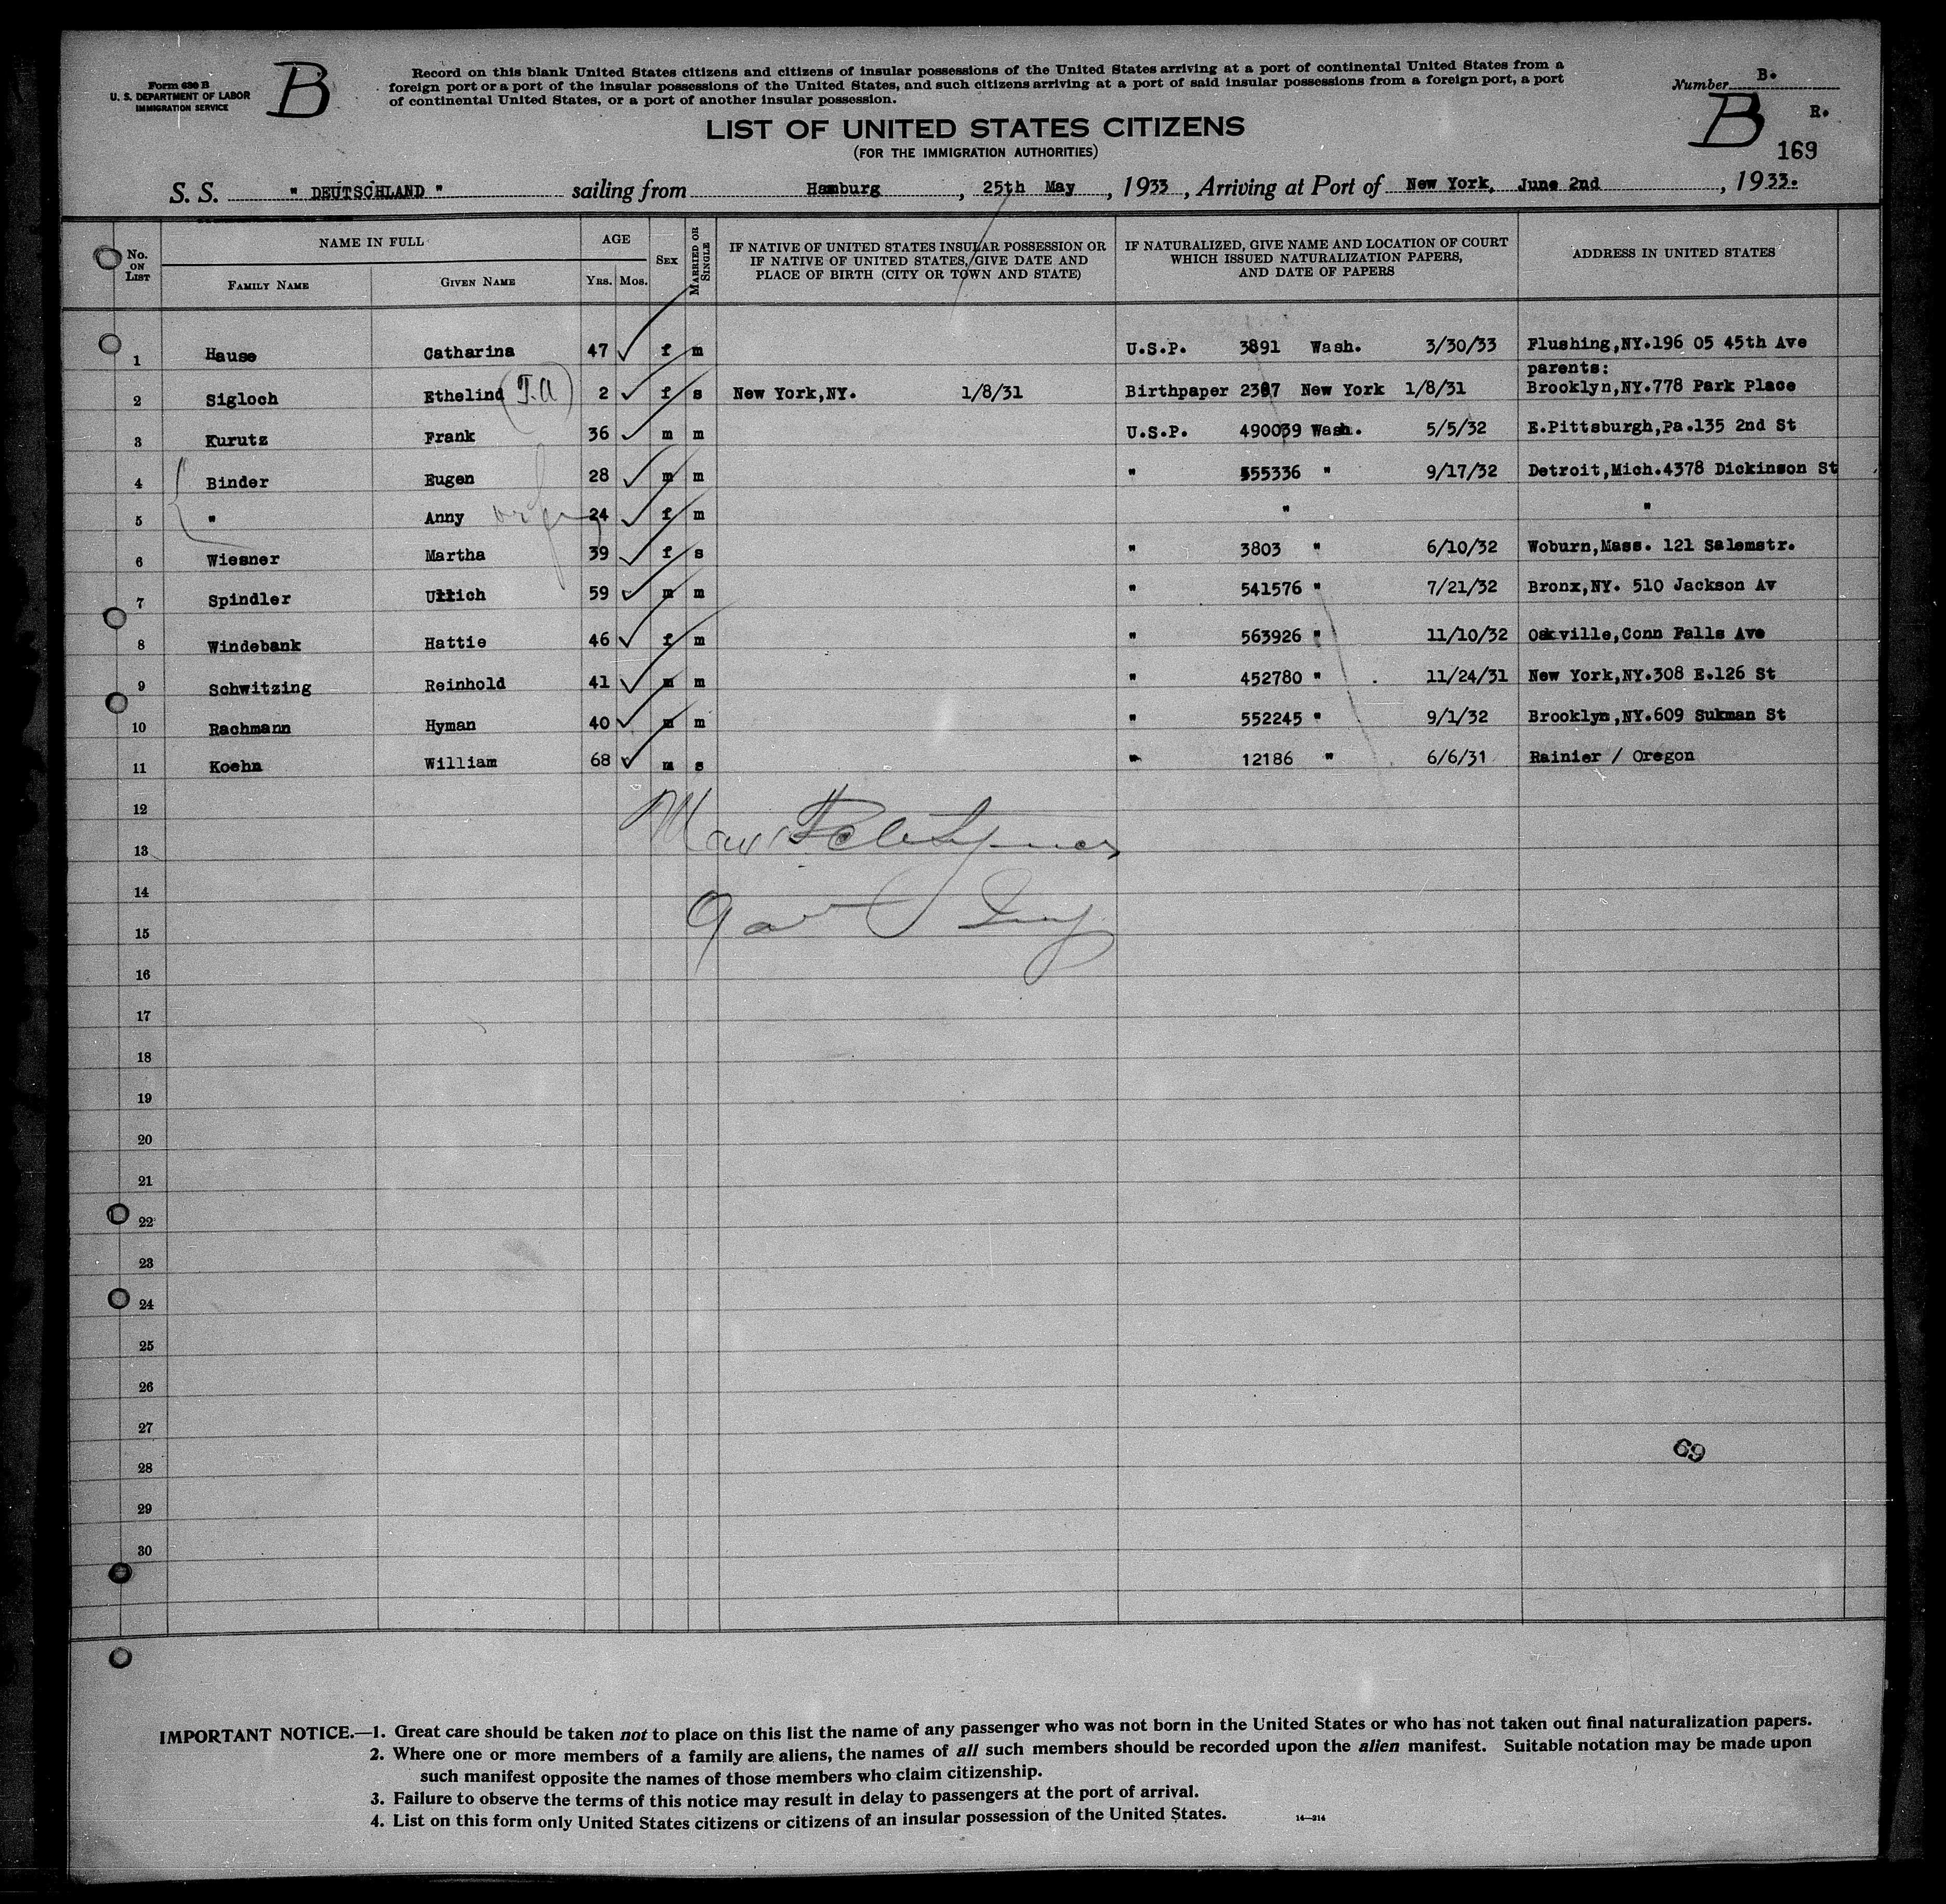 Form 630 B
U. S. DEPARTMENT OF LABOR
IMMIGRATION SERVICE
B
Record on this blank United States citizens and citizens of insular possessions of the United States arriving at a port of continental United States from a
foreign port or a port of the insular possessions of the United States, and such citizens arriving at a port of said insular possessions from a foreign port, a port
of continental United States, or a port of another insular possession.
Number B.
B R.
169
LIST OF UNITED STATES CITIZENS
(FOR THE IMMIGRATION AUTHORITIES)
S. S. " DEUTSCHLAND " sailing from Hamburg, 25th May, 1933, Arriving at Port of New York, June 2nd, 1933.
No. ON LIST
NAME IN FULL
FAMILY NAME
GIVEN NAME
AGE
YRS. MOS.
SEX
MARRIED OR SINGLE
IF NATIVE OF UNITED STATES INSULAR POSSESSION OR
IF NATIVE OF UNITED STATES, GIVE DATE AND
PLACE OF BIRTH (CITY OR TOWN AND STATE)
IF NATURALIZED, GIVE NAME AND LOCATION OF COURT
WHICH ISSUED NATURALIZATION PAPERS,
AND DATE OF PAPERS
ADDRESS IN UNITED STATES
1 Hause Catharina 47 f m U.S.P. 3891 Wash. 3/30/33 Flushing,NY.196 05 45th Ave
parents:
2 Sigloch Ethelind (T.A) 2 f s New York,NY. 1/8/31 Birthpaper 2387 New York 1/8/31 Brooklyn,NY.778 Park Place
3 Kurutz Frank 36 m m U.S.P. 490039 Wash. 5/5/32 E.Pittsburgh,Pa.135 2nd St
4 Binder Eugen 28 m m " 555336 " 9/17/32 Detroit,Mich.4378 Dickinson St
5 " Anny 24 f m " "
6 Wiesner Martha 39 f s " 3803 " 6/10/32 Woburn,Mass. 121 Salemstr.
7 Spindler Ullich 59 m m " 541576 " 7/21/32 Bronx,NY. 510 Jackson Av
8 Windebank Hattie 46 f m " 563926 " 11/10/32 Oakville,Conn Falls Ave
9 Schwitzing Reinhold 41 m m " 452780 " 11/24/31 New York,NY.308 E.126 St
10 Rachmann Hyman 40 m m " 552245 " 9/1/32 Brooklyn,NY.609 Sukman St
11 Koehn William 68 m s " 12186 " 6/6/31 Rainier / Oregon
12
13
14
15
16
17
18
19
20
21
22
23
24
25
26
27
28
29
30
69
IMPORTANT NOTICE.—1. Great care should be taken not to place on this list the name of any passenger who was not born in the United States or who has not taken out final naturalization papers.
2. Where one or more members of a family are aliens, the names of all such members should be recorded upon the alien manifest. Suitable notation may be made upon
such manifest opposite the names of those members who claim citizenship.
3. Failure to observe the terms of this notice may result in delay to passengers at the port of arrival.
4. List on this form only United States citizens or citizens of an insular possession of the United States.
14—314